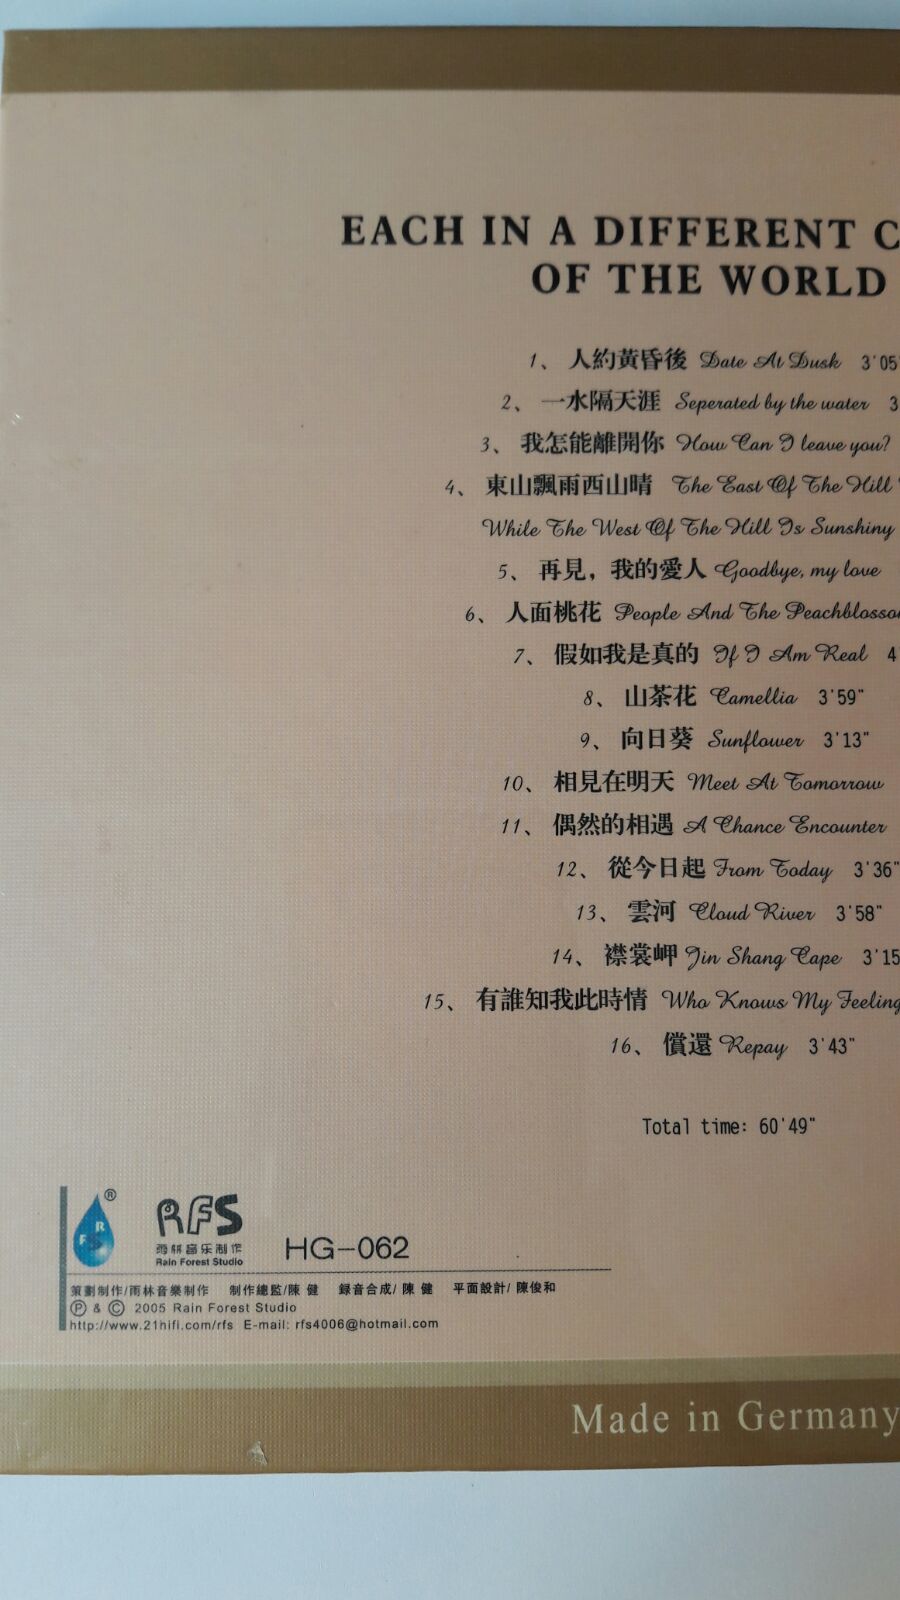 EACH IN A DIFFERENT C
OF THE WORLD
1、 人約黃昏後 Date At Dusk 3'05
2、 一水隔天涯 Seperated by the water 3
3、 我怎能離開你 How Can I leave you?
4、 東山飄雨西山晴 The East Of The Hill
While The West Of The Hill Is Sunshiny
5、 再見，我的愛人 Goodbye, my love
6、 人面桃花 People And The Peachblosso
7、 假如我是真的 If I Am Real 4'
8、 山茶花 Camellia 3'59"
9、 向日葵 Sunflower 3'13"
10、 相見在明天 Meet At Tomorrow
11、 偶然的相遇 A Chance Encounter
12、 從今日起 From Today 3'36"
13、 雲河 Cloud River 3'58"
14、 襟裳岬 Jin Shang Cape 3'15
15、 有誰知我此時情 Who Knows My Feeling
16、 償還 Repay 3'43"
Total time: 60'49"
® RFS
RFS
雨林音乐制作
Rain Forest Studio
HG-062
策劃制作/雨林音樂制作 制作總監/陳 健 録音合成/ 陳 健 平面設計/ 陳俊和
Ⓟ & © 2005 Rain Forest Studio
http://www.21hifi.com/rfs E-mail: rfs4006@hotmail.com
Made in Germany